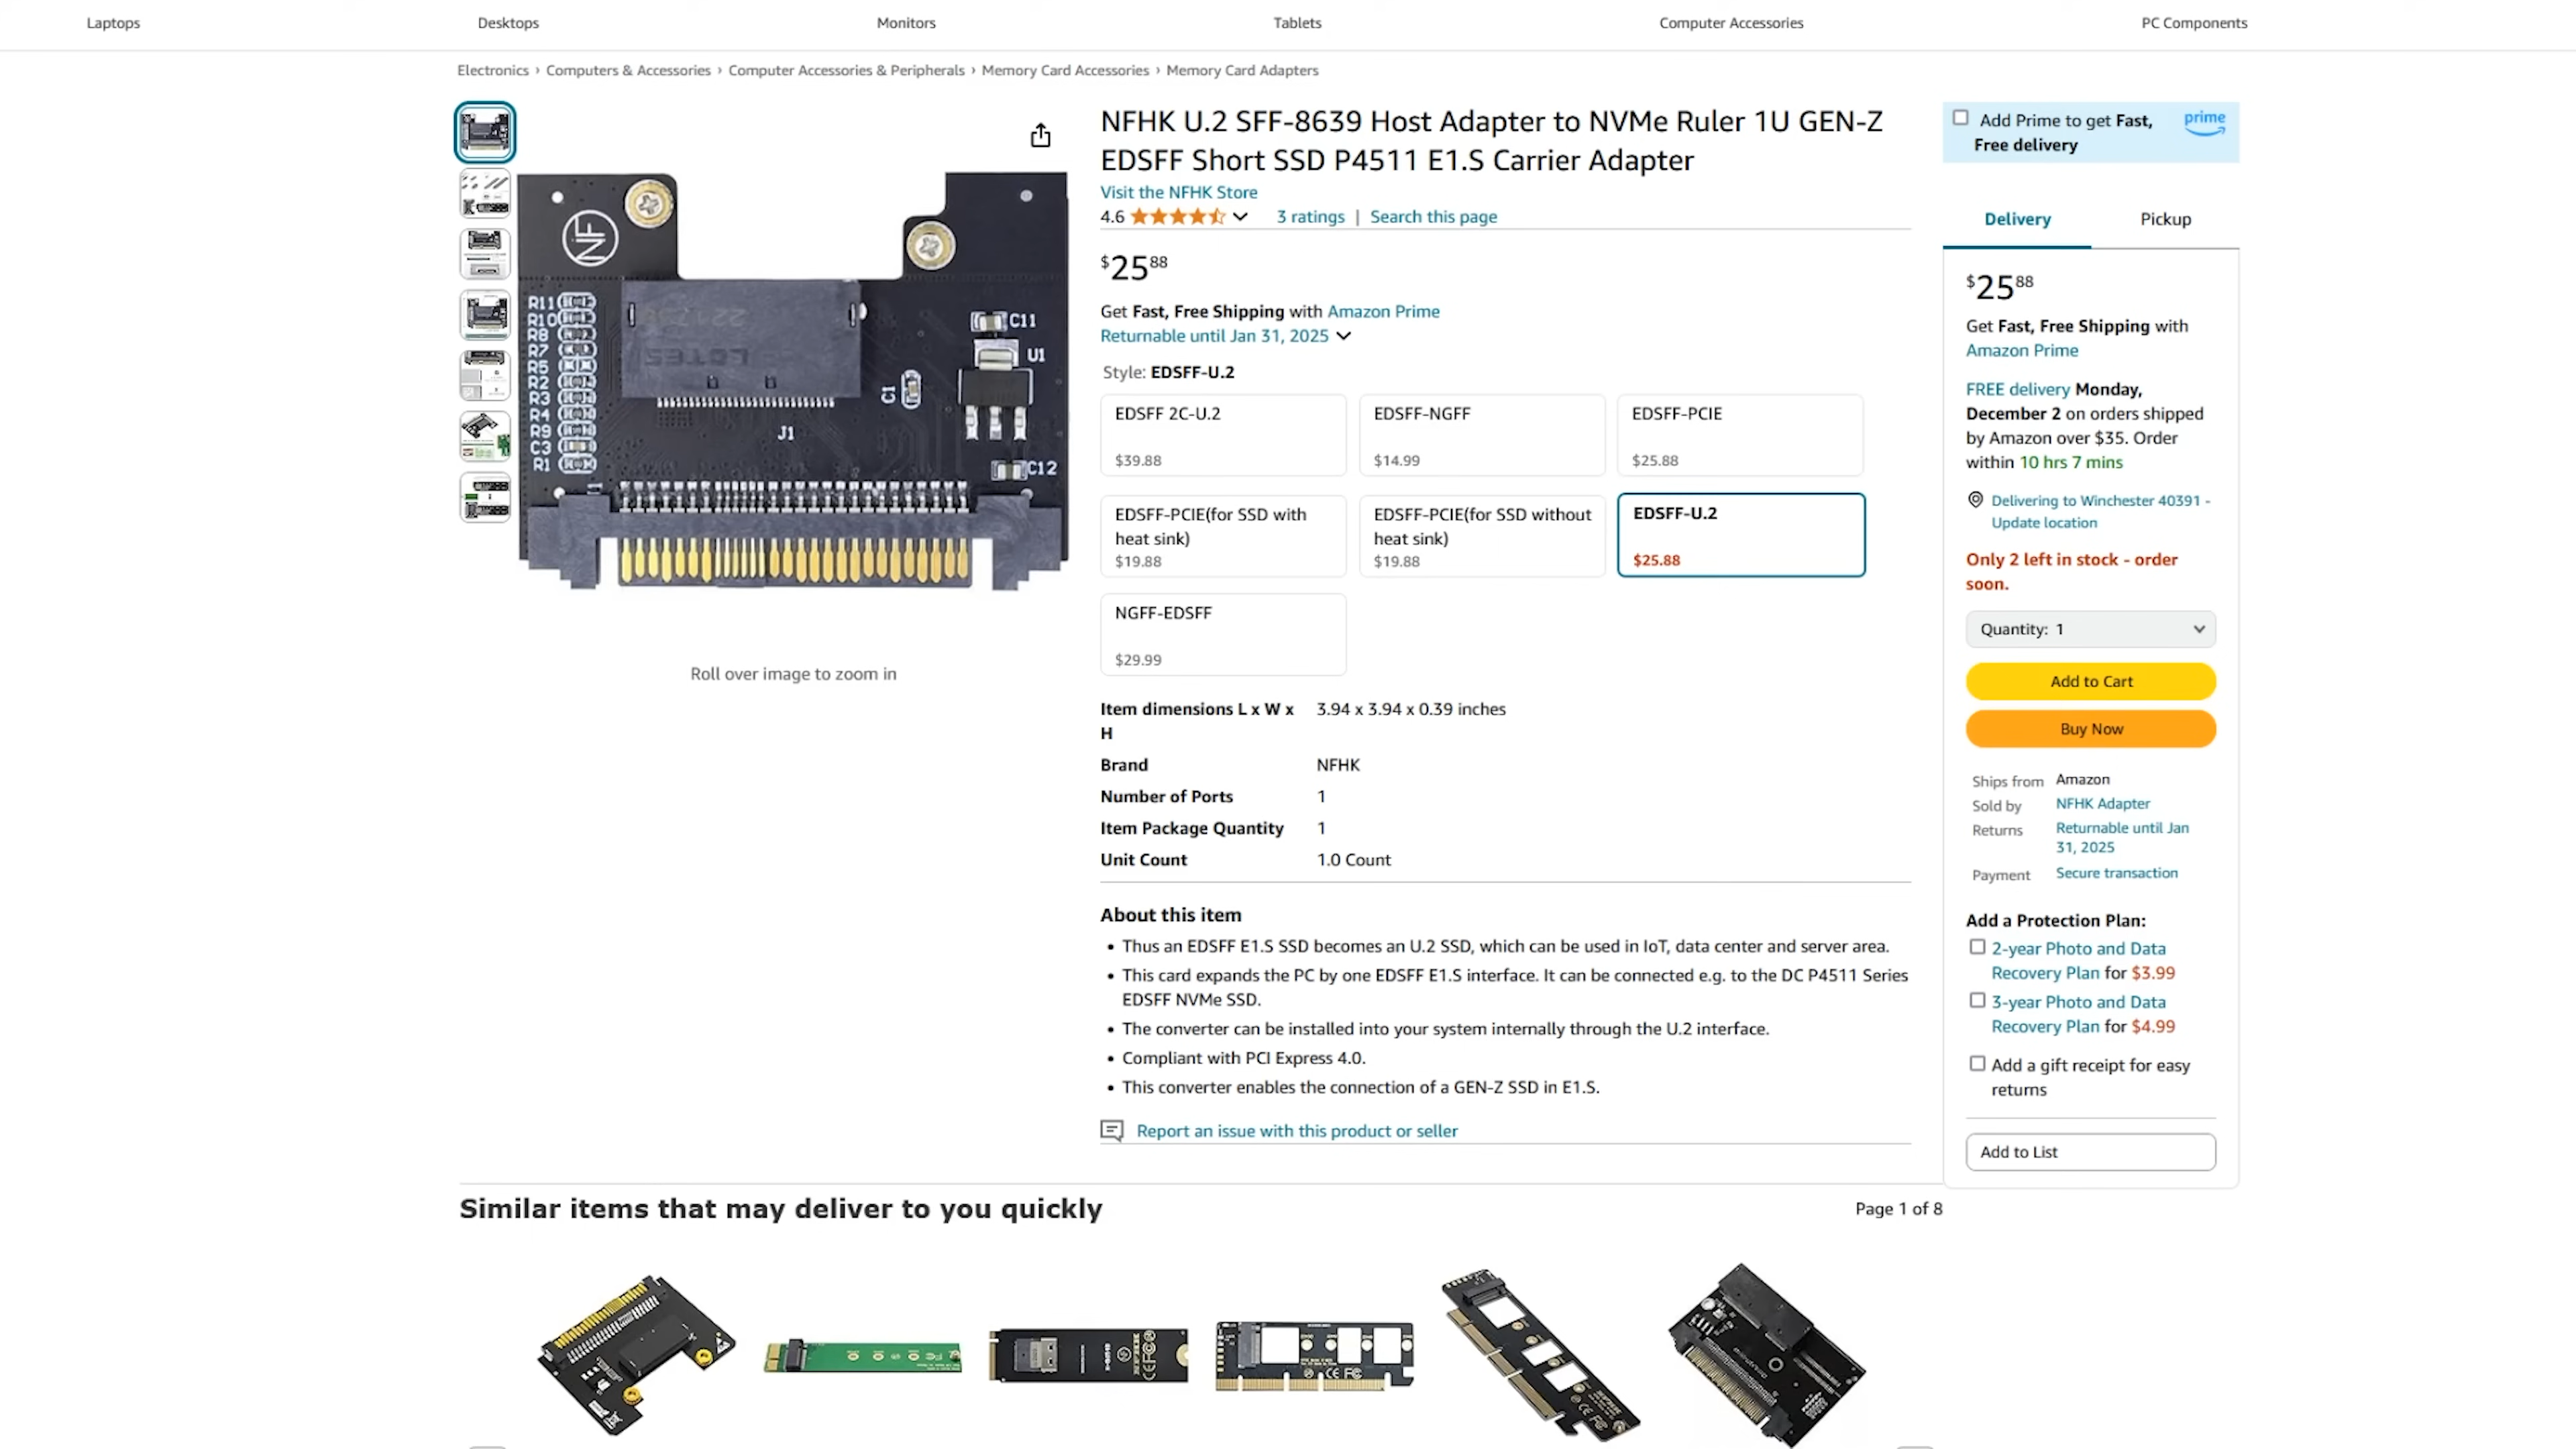 Laptops
Desktops
Monitors
Tablets
Computer Accessories
PC Components
Electronics › Computers & Accessories › Computer Accessories & Peripherals › Memory Card Accessories › Memory Card Adapters
NF
R11
R10
R8
R7
R5
R2
R3
R4
R9
C3
R1
LOTES
J1
C1
C11
U1
C12
Roll over image to zoom in
NFHK U.2 SFF-8639 Host Adapter to NVMe Ruler 1U GEN-Z
EDSFF Short SSD P4511 E1.S Carrier Adapter
Visit the NFHK Store
4.6
3 ratings | Search this page
$25 88
Get Fast, Free Shipping with Amazon Prime
Returnable until Jan 31, 2025
Style: EDSFF-U.2
EDSFF 2C-U.2
$39.88
EDSFF-NGFF
$14.99
EDSFF-PCIE
$25.88
EDSFF-PCIE(for SSD with
heat sink)
$19.88
EDSFF-PCIE(for SSD without
heat sink)
$19.88
EDSFF-U.2
$25.88
NGFF-EDSFF
$29.99
Item dimensions L x W x
H
3.94 x 3.94 x 0.39 inches
Brand NFHK
Number of Ports 1
Item Package Quantity 1
Unit Count 1.0 Count
About this item
• Thus an EDSFF E1.S SSD becomes an U.2 SSD, which can be used in IoT, data center and server area.
• This card expands the PC by one EDSFF E1.S interface. It can be connected e.g. to the DC P4511 Series
EDSFF NVMe SSD.
• The converter can be installed into your system internally through the U.2 interface.
• Compliant with PCI Express 4.0.
• This converter enables the connection of a GEN-Z SSD in E1.S.
Report an issue with this product or seller
Add Prime to get Fast,
Free delivery
prime
Delivery
Pickup
$25 88
Get Fast, Free Shipping with
Amazon Prime
FREE delivery Monday,
December 2 on orders shipped
by Amazon over $35. Order
within 10 hrs 7 mins
Delivering to Winchester 40391 -
Update location
Only 2 left in stock - order
soon.
Quantity: 1
Add to Cart
Buy Now
Ships from Amazon
Sold by NFHK Adapter
Returns Returnable until Jan
31, 2025
Payment Secure transaction
Add a Protection Plan:
2-year Photo and Data
Recovery Plan for $3.99
3-year Photo and Data
Recovery Plan for $4.99
Add a gift receipt for easy
returns
Add to List
Similar items that may deliver to you quickly
Page 1 of 8